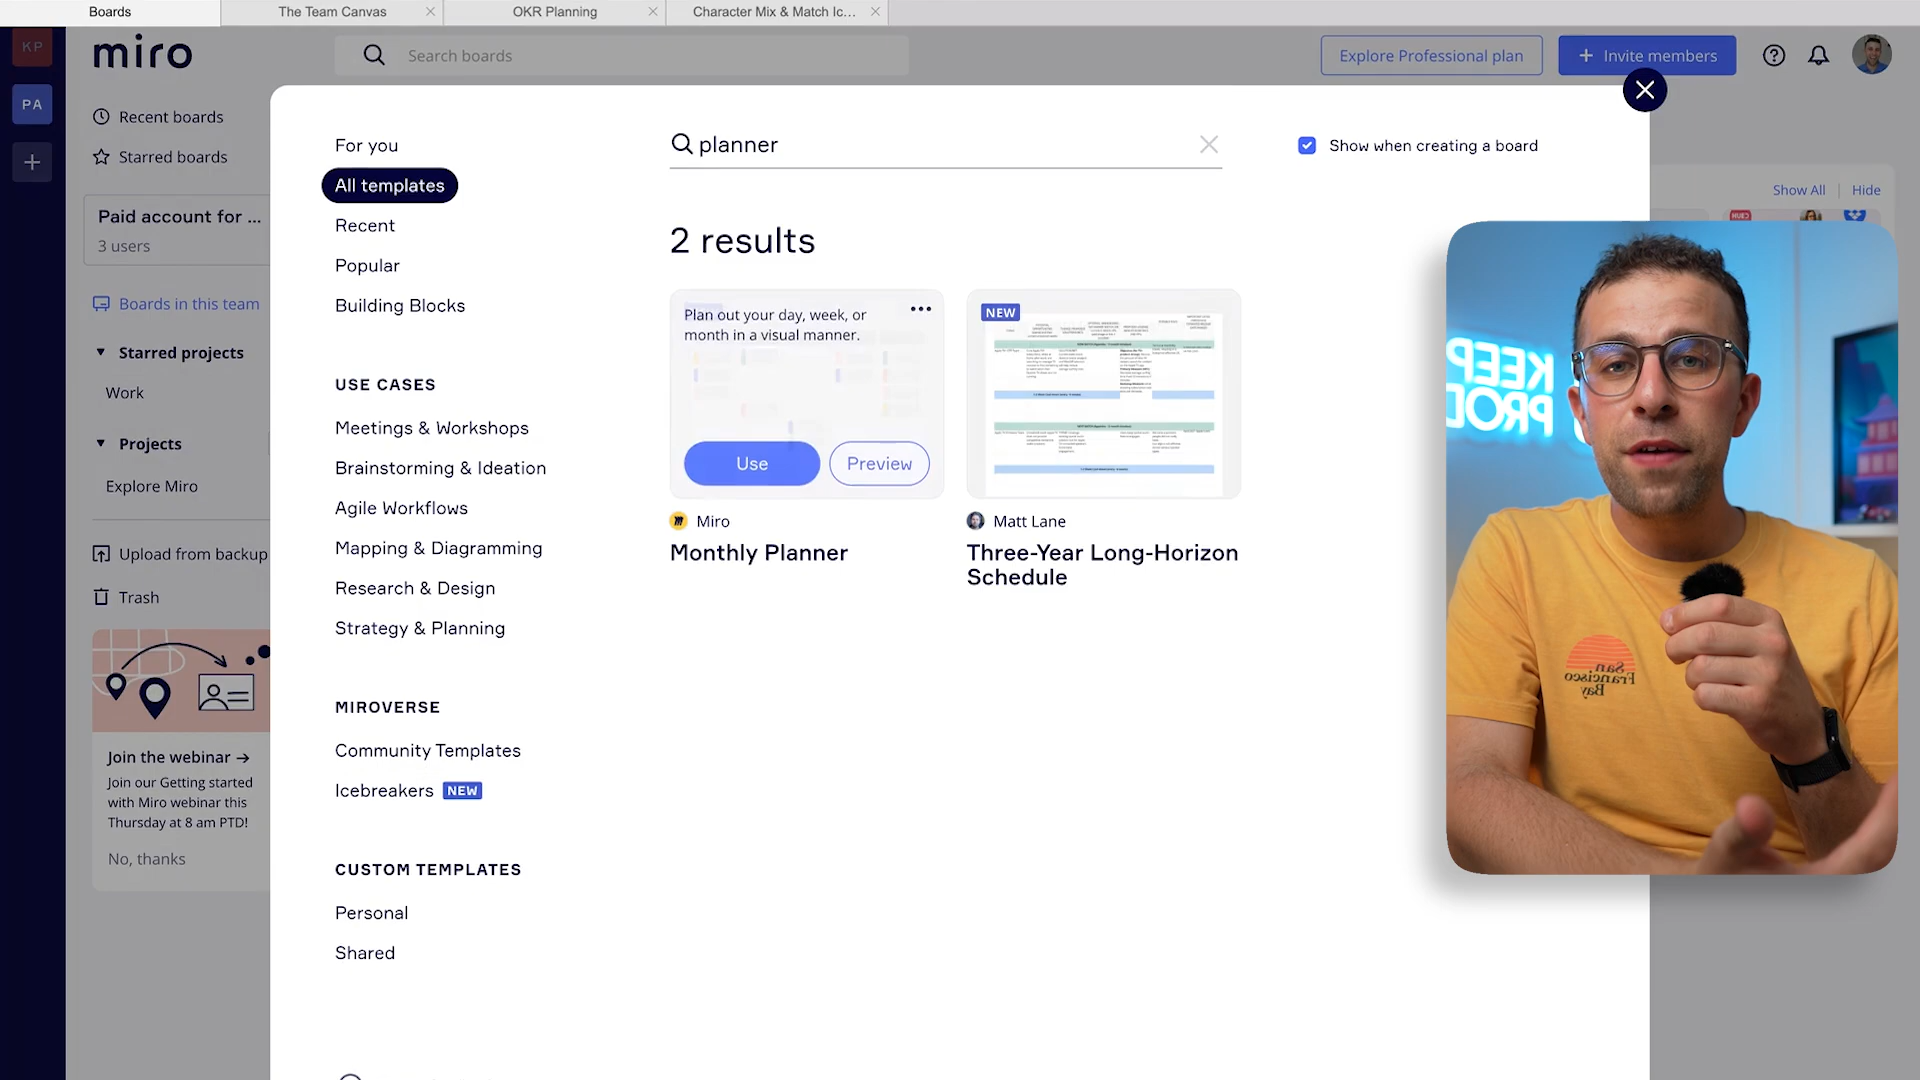 Boards
The Team Canvas
OKR Planning
Character Mix & Match Ic...
KP
PA
miro
Search boards
Explore Professional plan
Invite members
Recent boards
Starred boards
Paid account for ...
3 users
Boards in this team
Starred projects
Work
Projects
Explore Miro
Upload from backup
Trash
Join the webinar →
Join our Getting started
with Miro webinar this
Thursday at 8 am PTD!
No, thanks
For you
All templates
Recent
Popular
Building Blocks
USE CASES
Meetings & Workshops
Brainstorming & Ideation
Agile Workflows
Mapping & Diagramming
Research & Design
Strategy & Planning
MIROVERSE
Community Templates
Icebreakers NEW
CUSTOM TEMPLATES
Personal
Shared
planner
Show when creating a board
2 results
Plan out your day, week, or
month in a visual manner.
Use
Preview
Miro
Monthly Planner
NEW
Matt Lane
Three-Year Long-Horizon
Schedule
Show All
Hide
KEEP
PROD
San
Francisco
Bay